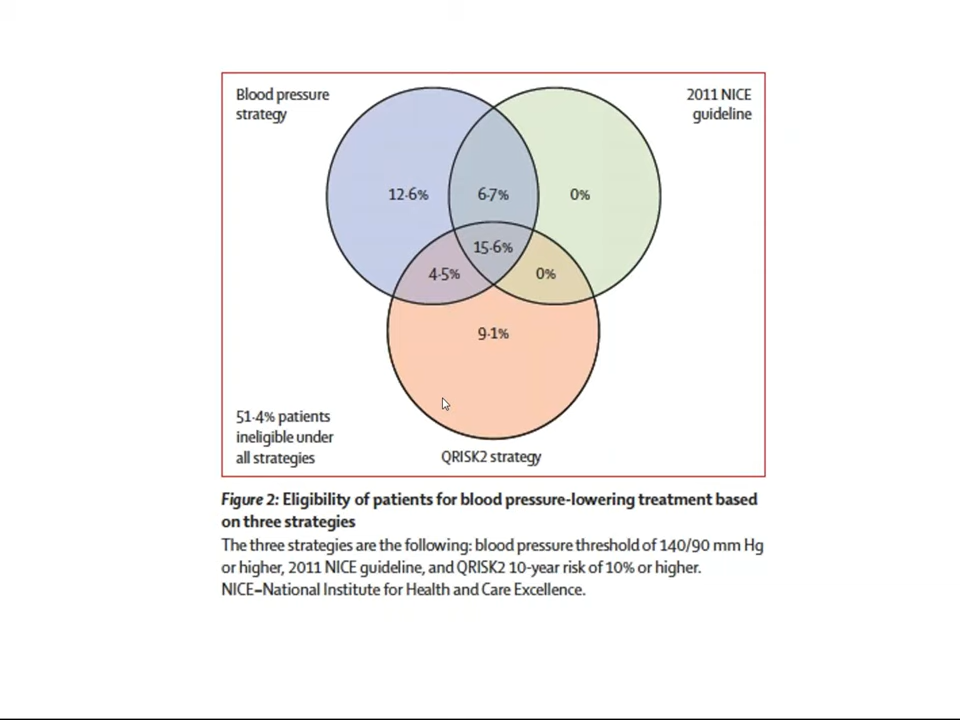 Blood pressure
strategy
2011 NICE
guideline
12·6%
6·7%
0%
15·6%
4·5%
0%
9·1%
51·4% patients
ineligible under
all strategies
QRISK2 strategy
Figure 2: Eligibility of patients for blood pressure-lowering treatment based
on three strategies
The three strategies are the following: blood pressure threshold of 140/90 mm Hg
or higher, 2011 NICE guideline, and QRISK2 10-year risk of 10% or higher.
NICE=National Institute for Health and Care Excellence.